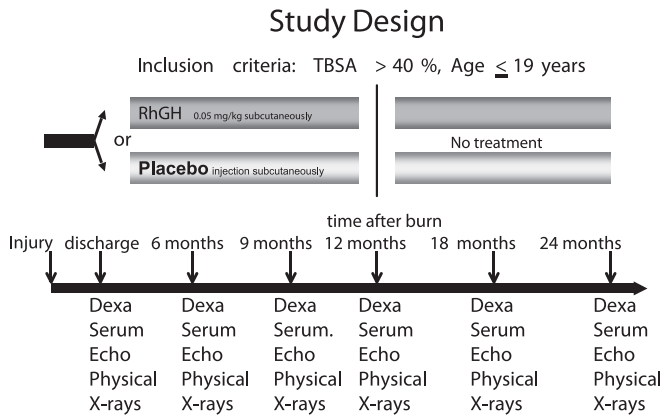 Study Design
Inclusion criteria: TBSA > 40 %, Age ≤ 19 years
RhGH 0.05 mg/kg subcutaneously
or
No treatment
Placebo injection subcutaneously
time after burn
Injury discharge 6 months 9 months 12 months 18 months 24 months
Dexa Dexa Dexa Dexa Dexa Dexa
Serum Serum Serum. Serum Serum Serum
Echo Echo Echo Echo Echo Echo
Physical Physical Physical Physical Physical Physical
X-rays X-rays X-rays X-rays X-rays X-rays